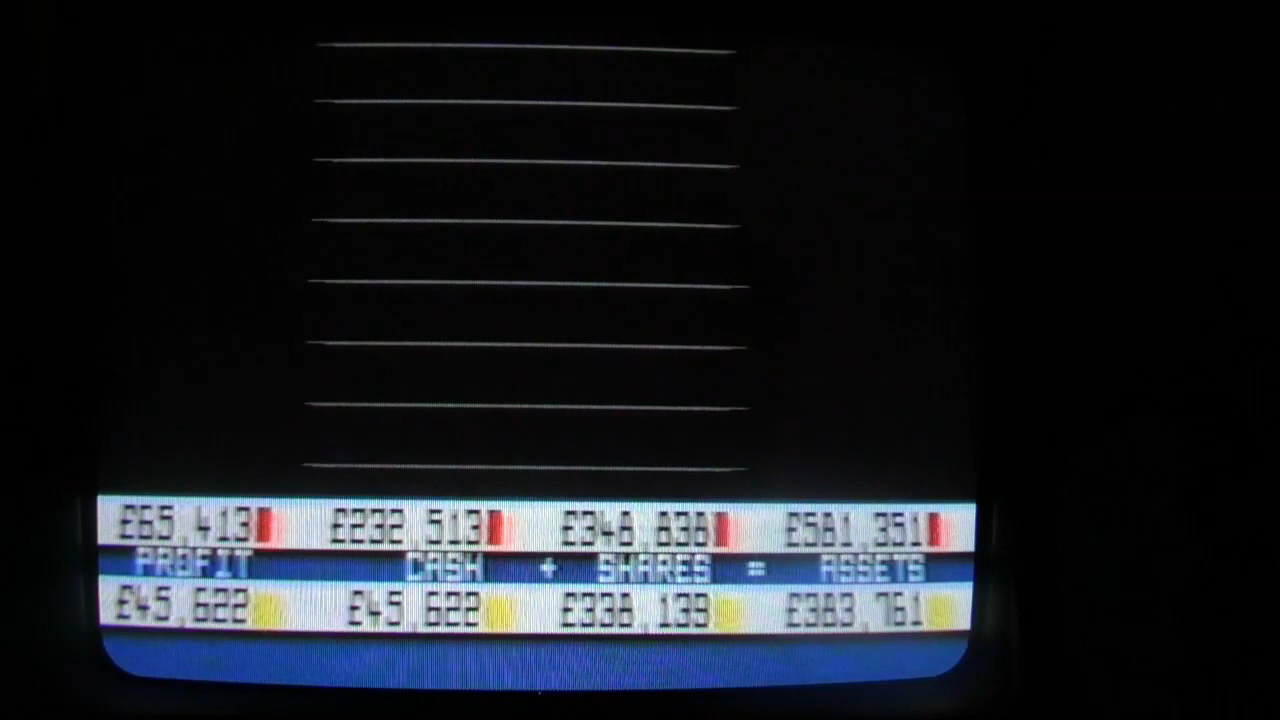 £65,413 £232,513 £348,838 £581,351
PROFIT CASH + SHARES = ASSETS
£45,622 £45,622 £338,139 £383,761